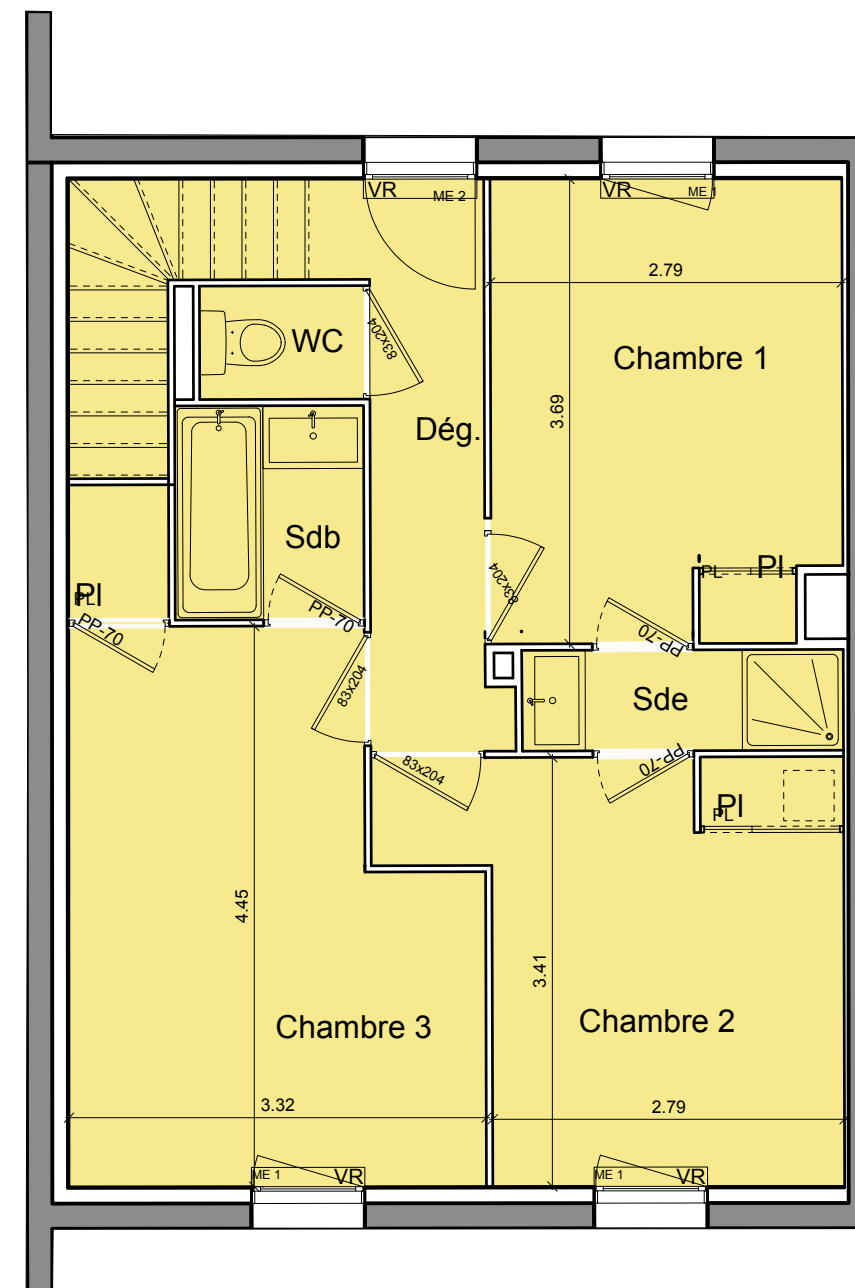 VR
ME 2
VR
ME 1
2.79
WC
83x204
Chambre 1
3.69
Dég.
Sdb
83x204
Pl
PL
Pl
PL
PP-70
PP-70
PP-70
83x204
Sde
PP-70
83x204
Pl
PL
4.45
3.41
Chambre 3
Chambre 2
3.32
2.79
ME 1
VR
ME 1
VR